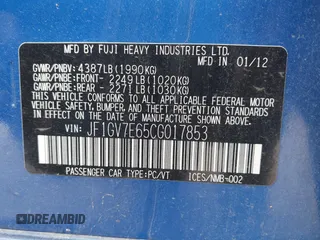 MFD BY FUJI HEAVY INDUSTRIES LTD.
GVWR/PNBV: 4387LB(1990KG) 01/12
GAWR/PNBE: FRONT- 2249LB(1020KG)
GAWR/PNBE: REAR - 2271LB(1030KG)
THIS VEHICLE CONFORMS TO ALL APPLICABLE
FEDERAL MOTOR VEHICLE SAFETY, BUMPER, AND
THEFT PREVENTION STANDARDS IN EFFECT ON THE
DATE OF MANUFACTURE SHOWN ABOVE.
VIN: JF1GV7E65CG017853
PASSENGER CAR TYPE:PC/VT ICES/NMB-002
DREAMBID